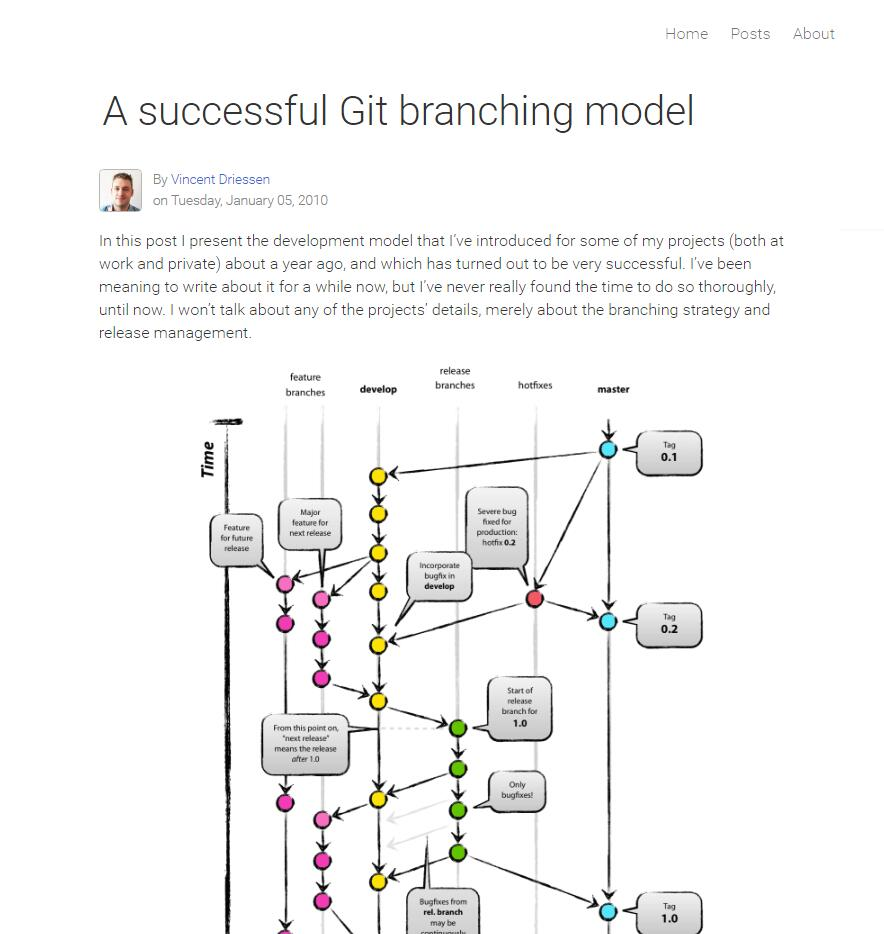 Home Posts About
A successful Git branching model
By Vincent Driessen
on Tuesday, January 05, 2010
In this post I present the development model that I've introduced for some of my projects (both at
work and private) about a year ago, and which has turned out to be very successful. I've been
meaning to write about it for a while now, but I've never really found the time to do so thoroughly,
until now. I won't talk about any of the projects' details, merely about the branching strategy and
release management.
feature
branches
develop
release
branches
hotfixes
master
Time
Tag
0.1
Major
feature for
next release
Feature
for future
release
Severe bug
fixed for
production:
hotfix 0.2
Incorporate
bugfix in
develop
Tag
0.2
Start of
release
branch for
1.0
From this point on,
"next release"
means the release
after 1.0
Only
bugfixes!
Tag
1.0
Bugfixes from
rel. branch
may be
continuously